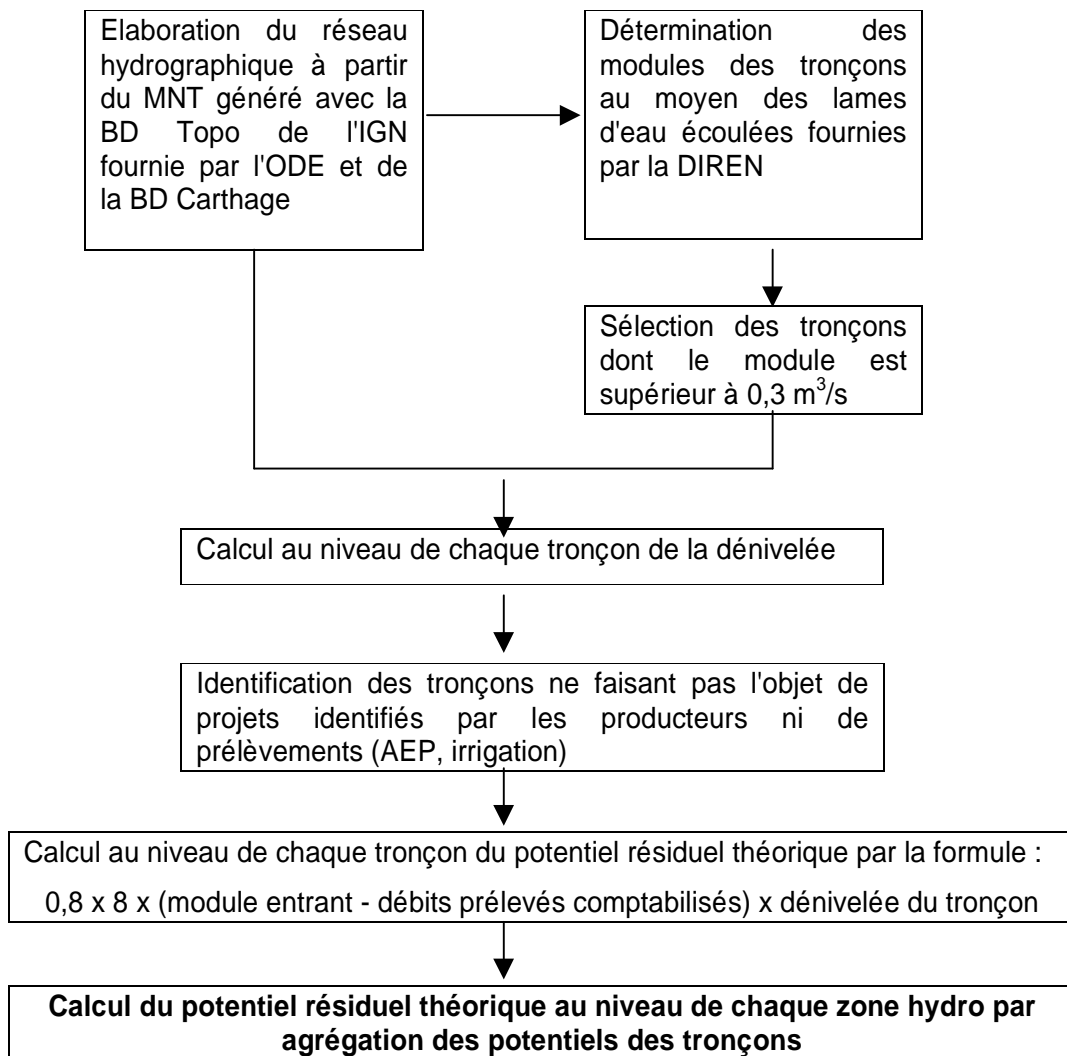 Elaboration du réseau
hydrographique à partir
du MNT généré avec la
BD Topo de l'IGN
fournie par l'ODE et de
la BD Carthage
Détermination des
modules des tronçons
au moyen des lames
d'eau écoulées fournies
par la DIREN
Sélection des tronçons
dont le module est
supérieur à 0,3 m³/s
Calcul au niveau de chaque tronçon de la dénivelée
Identification des tronçons ne faisant pas l'objet de
projets identifiés par les producteurs ni de
prélèvements (AEP, irrigation)
Calcul au niveau de chaque tronçon du potentiel résiduel théorique par la formule :
0,8 x 8 x (module entrant - débits prélevés comptabilisés) x dénivelée du tronçon
Calcul du potentiel résiduel théorique au niveau de chaque zone hydro par
agrégation des potentiels des tronçons